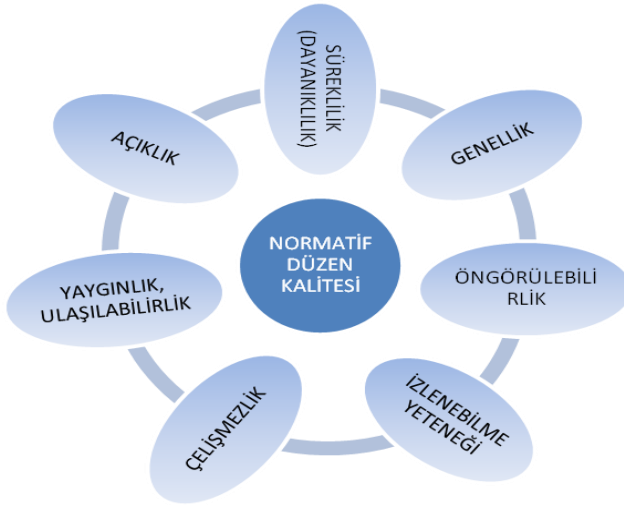 SÜREKLİLİK
(DAYANIKLILIK)
GENELLİK
ÖNGÖRÜLEBİLİ
RLİK
İZLENEBİLME
YETENEĞİ
ÇELİŞMEZLİK
YAYGINLIK,
ULAŞILABİLİRLİK
AÇIKLIK
NORMATİF
DÜZEN
KALİTESİ